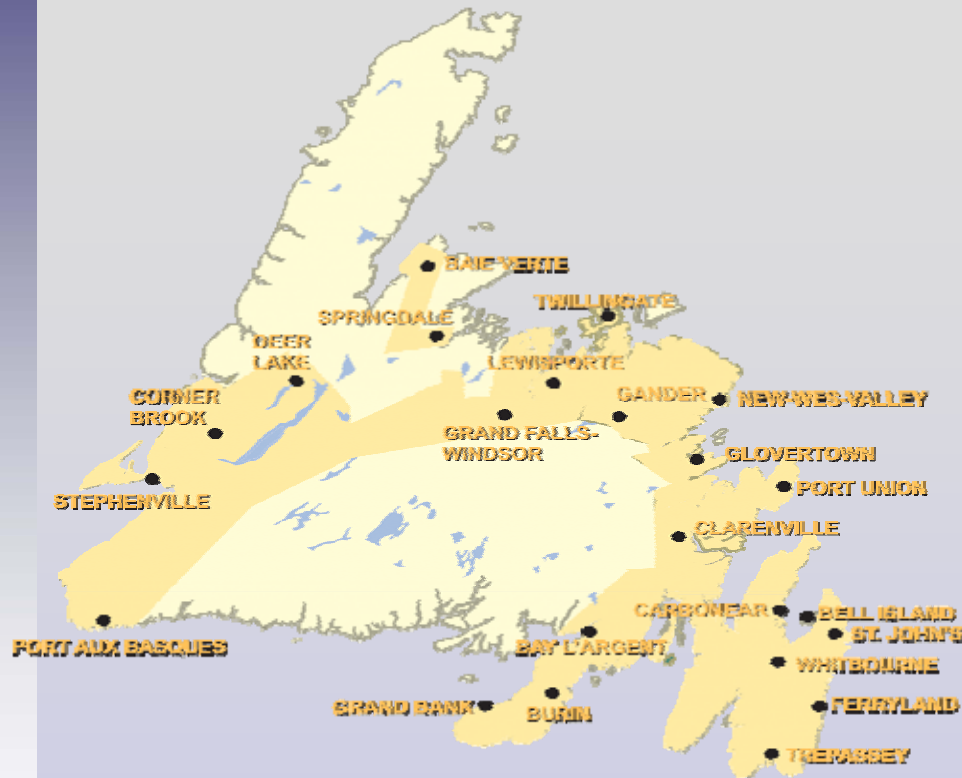 BAIE VERTE
TWILLINGATE
SPRINGDALE
DEER
LAKE
LEWISPORTE
CORNER
BROOK
GANDER
NEW-WES-VALLEY
GRAND FALLS-
WINDSOR
GLOVERTOWN
STEPHENVILLE
PORT UNION
CLARENVILLE
CARBONEAR
BELL ISLAND
ST. JOHN'S
PORT AUX BASQUES
BAY L'ARGENT
WHITBOURNE
GRAND BANK
BURIN
FERRYLAND
TREPASSEY